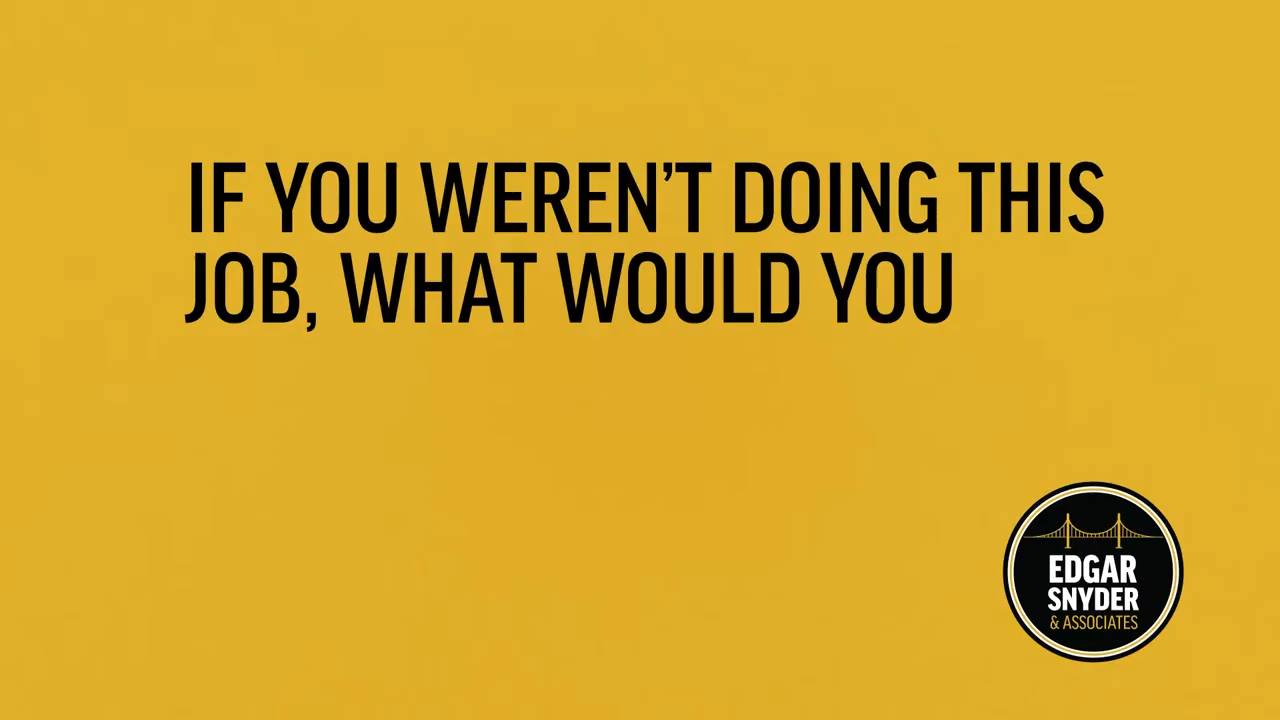 IF YOU WEREN’T DOING THIS
JOB, WHAT WOULD YOU
EDGAR
SNYDER
& ASSOCIATES